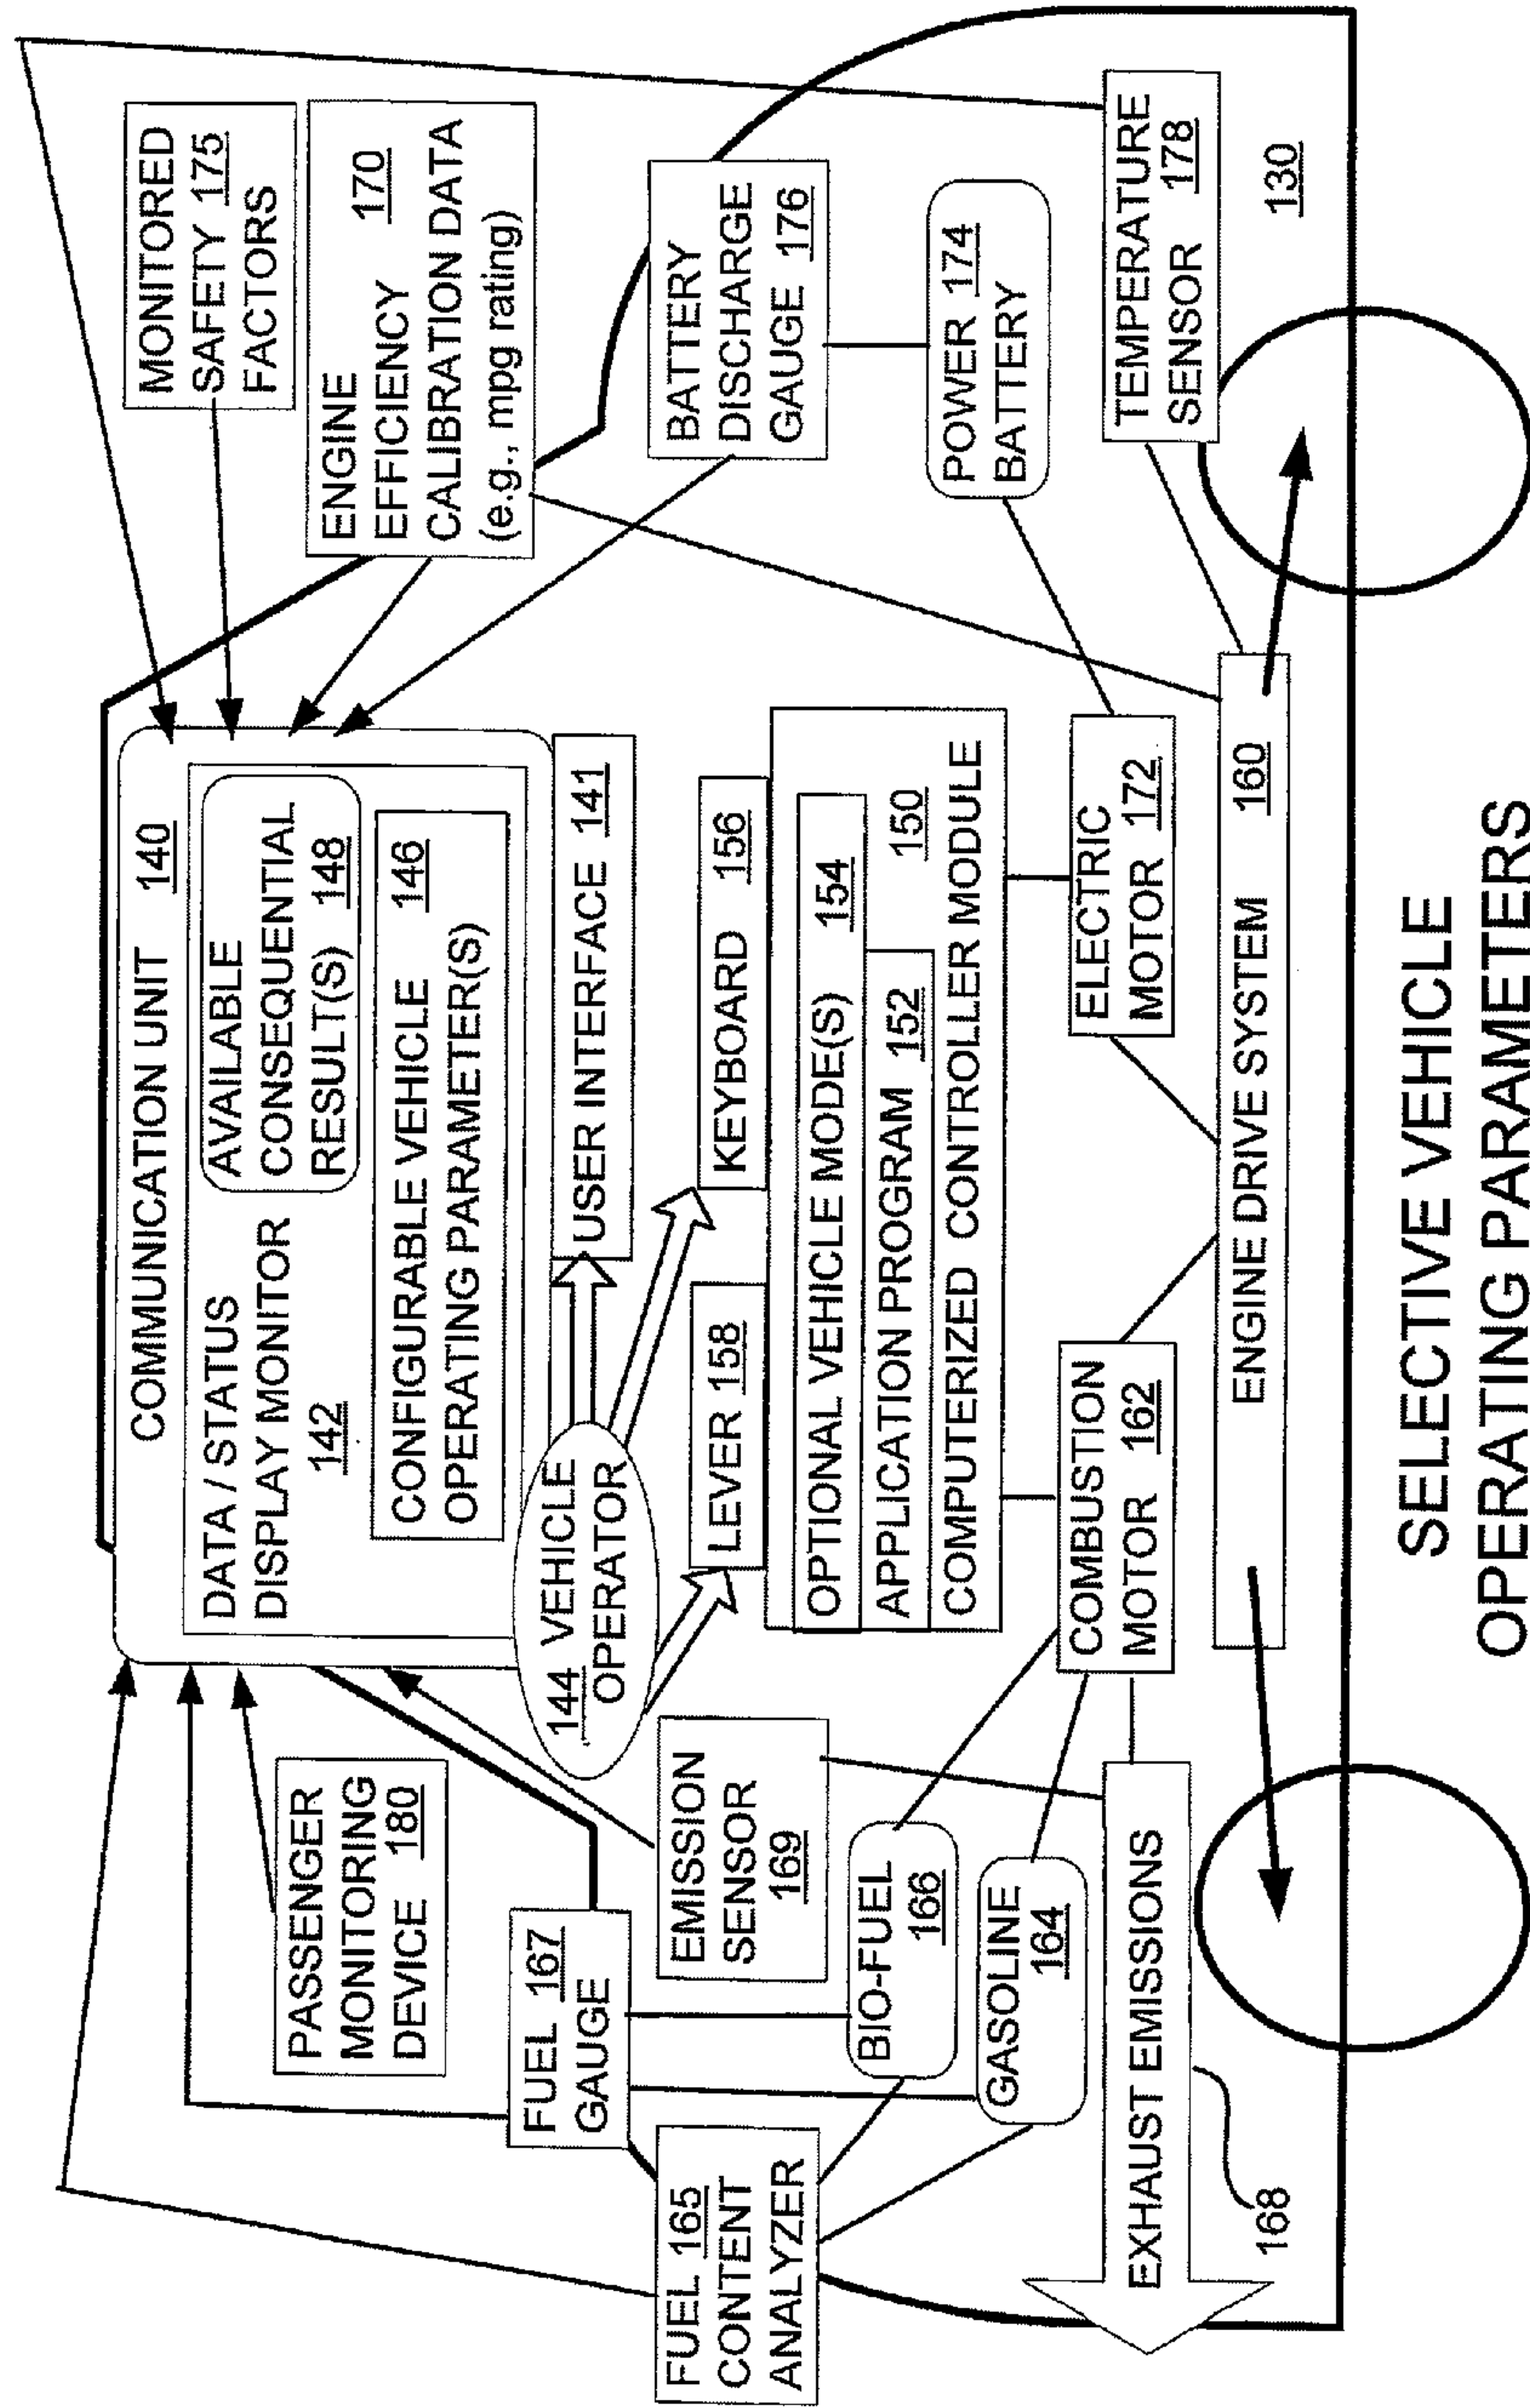 COMMUNICATION UNIT 140
DATA / STATUS
DISPLAY MONITOR
142
AVAILABLE
CONSEQUENTIAL
RESULT(S) 148
CONFIGURABLE VEHICLE 146
OPERATING PARAMETER(S)
MONITORED
SAFETY 175
FACTORS
PASSENGER
MONITORING
DEVICE 180
ENGINE
EFFICIENCY 170
CALIBRATION DATA
(e.g., mpg rating)
FUEL 167
GAUGE
144 VEHICLE
OPERATOR
USER INTERFACE 141
FUEL 165
CONTENT
ANALYZER
EMISSION
SENSOR
169
LEVER 158
KEYBOARD 156
BATTERY
DISCHARGE
GAUGE 176
OPTIONAL VEHICLE MODE(S) 154
APPLICATION PROGRAM 152
150
COMPUTERIZED CONTROLLER MODULE
BIO-FUEL
166
GASOLINE
164
POWER 174
BATTERY
COMBUSTION
MOTOR 162
ELECTRIC
MOTOR 172
TEMPERATURE
SENSOR 178
EXHAUST EMISSIONS
168
ENGINE DRIVE SYSTEM 160
130
SELECTIVE VEHICLE
OPERATING PARAMETERS